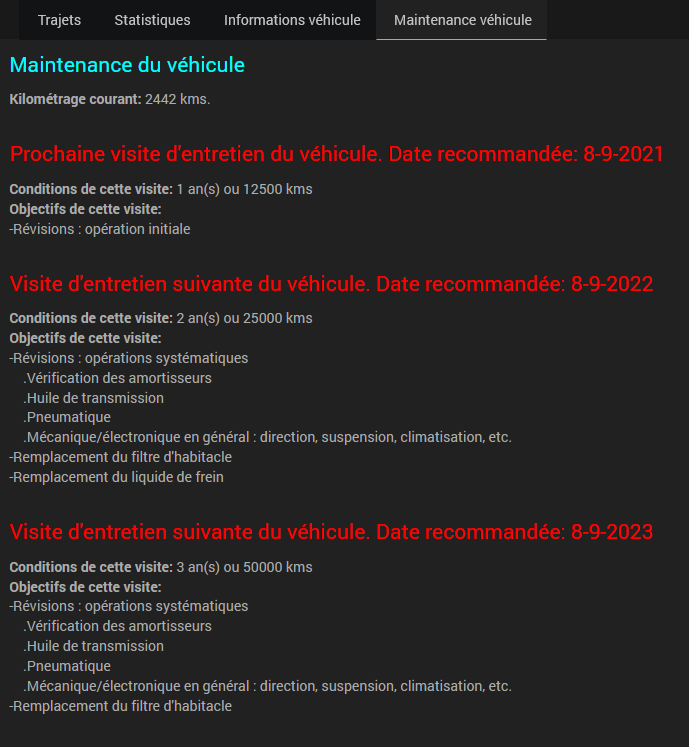 Trajets Statistiques Informations véhicule Maintenance véhicule
Maintenance du véhicule
Kilométrage courant: 2442 kms.
Prochaine visite d'entretien du véhicule. Date recommandée: 8-9-2021
Conditions de cette visite: 1 an(s) ou 12500 kms
Objectifs de cette visite:
-Révisions : opération initiale
Visite d'entretien suivante du véhicule. Date recommandée: 8-9-2022
Conditions de cette visite: 2 an(s) ou 25000 kms
Objectifs de cette visite:
-Révisions : opérations systématiques
.Vérification des amortisseurs
.Huile de transmission
.Pneumatique
.Mécanique/électronique en général : direction, suspension, climatisation, etc.
-Remplacement du filtre d'habitacle
-Remplacement du liquide de frein
Visite d'entretien suivante du véhicule. Date recommandée: 8-9-2023
Conditions de cette visite: 3 an(s) ou 50000 kms
Objectifs de cette visite:
-Révisions : opérations systématiques
.Vérification des amortisseurs
.Huile de transmission
.Pneumatique
.Mécanique/électronique en général : direction, suspension, climatisation, etc.
-Remplacement du filtre d'habitacle